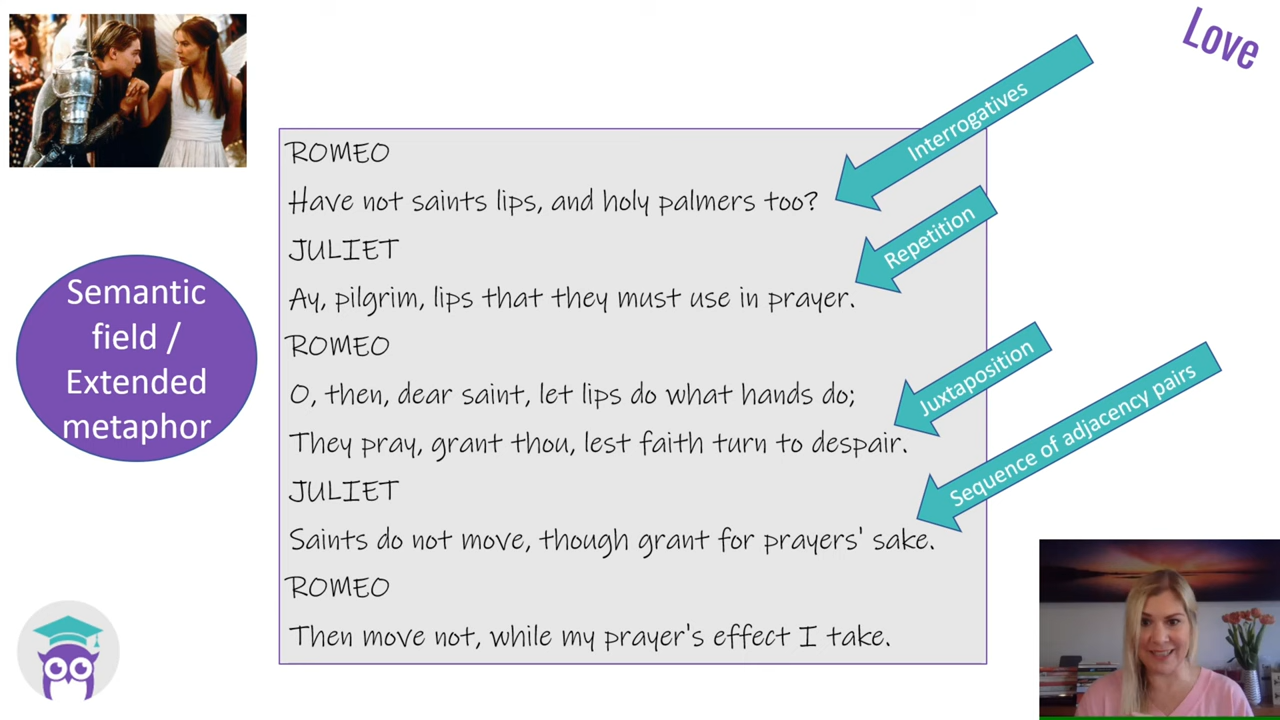 Love
Interrogatives
ROMEO
Have not saints lips, and holy palmers too?
Repetition
JULIET
Ay, pilgrim, lips that they must use in prayer.
Semantic
field /
Extended
metaphor
ROMEO
O, then, dear saint, let lips do what hands do;
Juxtaposition
They pray, grant thou, lest faith turn to despair.
Sequence of adjacency pairs
JULIET
Saints do not move, though grant for prayers' sake.
ROMEO
Then move not, while my prayer's effect I take.